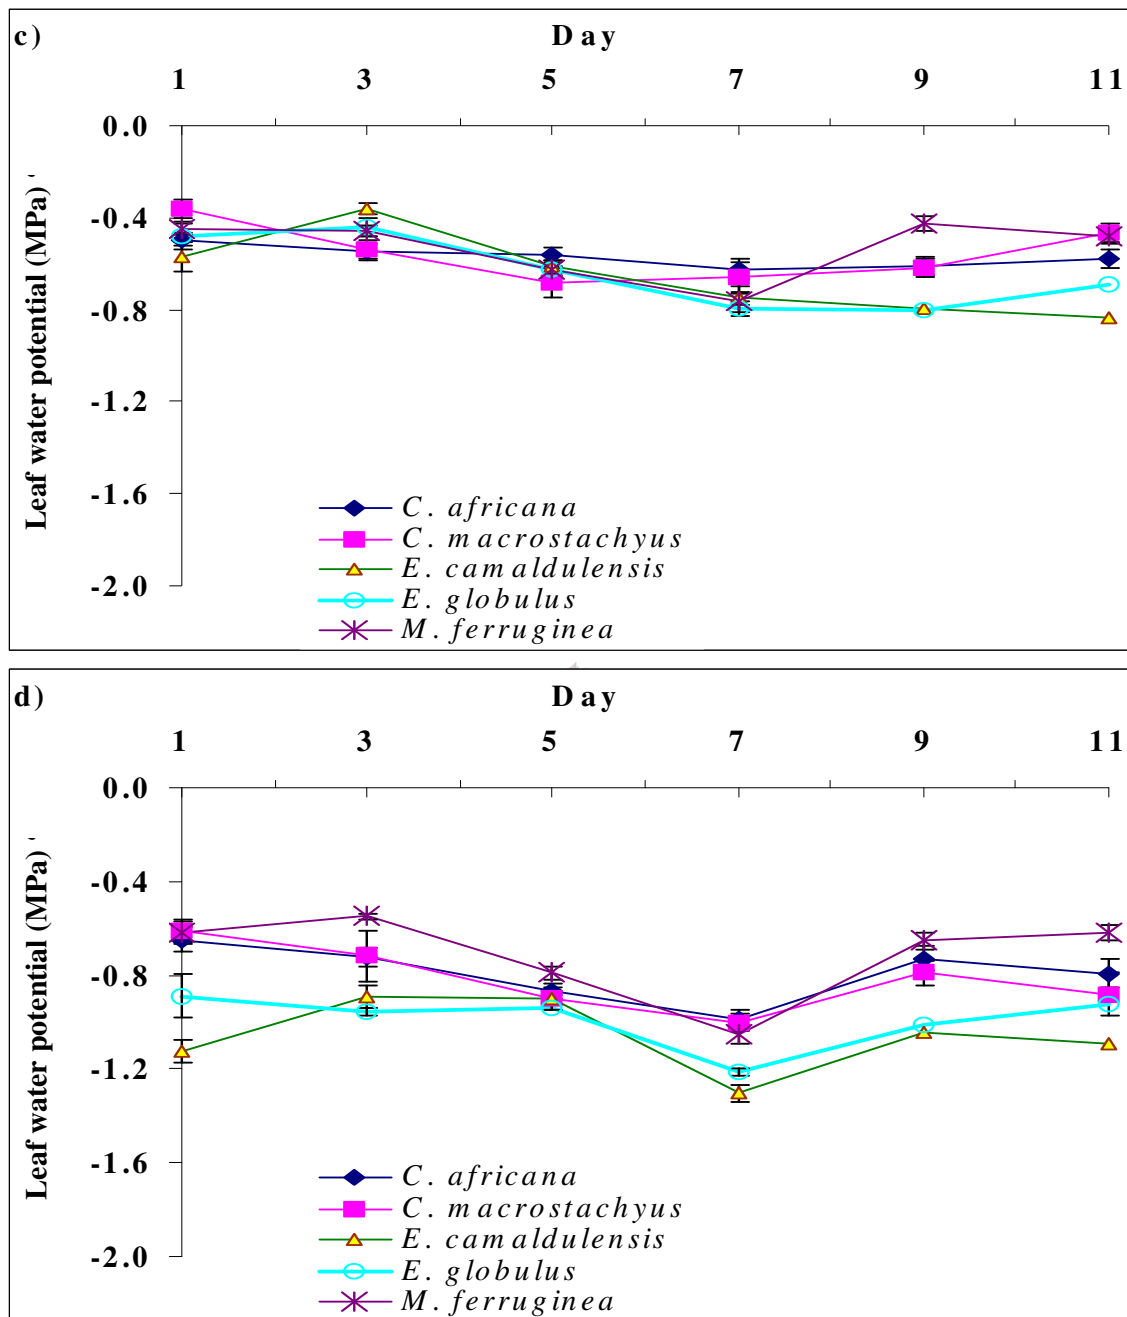 c)
Day
1 3 5 7 9 11
0.0
-0.4
-0.8
-1.2
-1.6
-2.0
Leaf water potential (MPa)
C. africana
C. macrostachyus
E. camaldulensis
E. globulus
M. ferruginea
d)
Day
1 3 5 7 9 11
0.0
-0.4
-0.8
-1.2
-1.6
-2.0
Leaf water potential (MPa)
C. africana
C. macrostachyus
E. camaldulensis
E. globulus
M. ferruginea